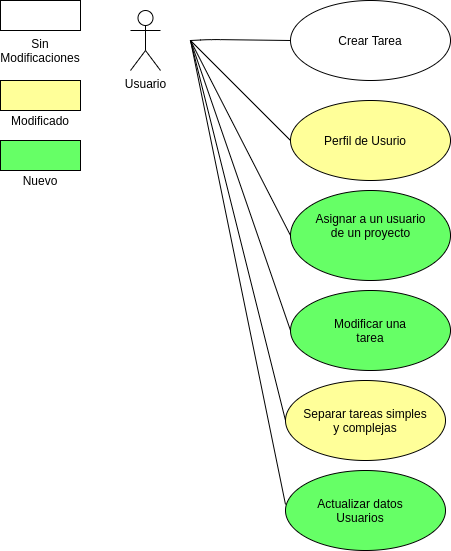 Sin
Modificaciones
Modificado
Nuevo
Usuario
Crear Tarea
Perfil de Usurio
Asignar a un usuario
de un proyecto
Modificar una
tarea
Separar tareas simples
y complejas
Actualizar datos
Usuarios